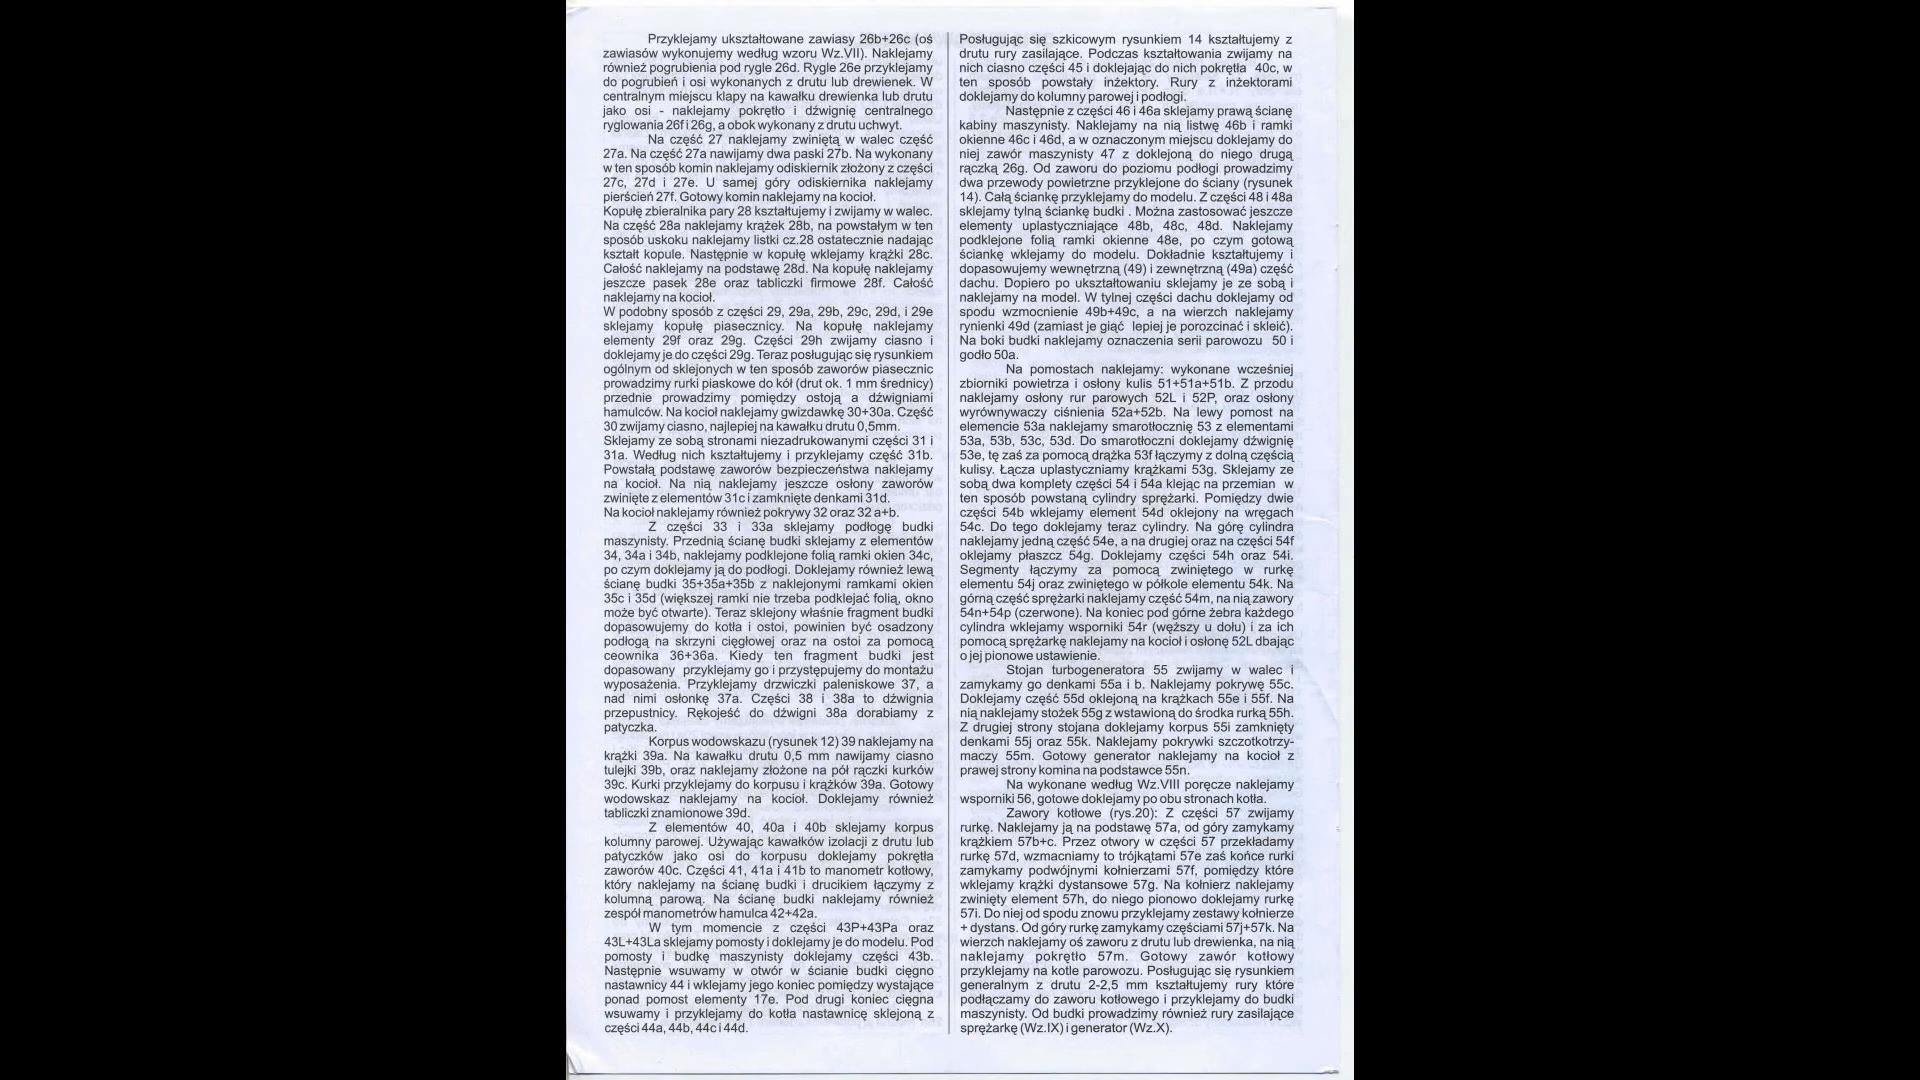 Przyklejamy ukształtowane zawiasy 26b+26c (oś
zawiasów wykonujemy według wzoru Wz.VII). Naklejamy
również pogrubienia pod rygle 26d. Rygle 26e przyklejamy
do pogrubień i osi wykonanych z drutu lub drewienek. W
centralnym miejscu klapy na kawałku drewienka lub drutu
jako osi - naklejamy pokrętło i dźwignię centralnego
ryglowania 26f i 26g, a obok wykonany z drutu uchwyt.
Na część 27 naklejamy zwiniętą w walec część
27a. Na część 27a nawijamy dwa paski 27b. Na wykonany
w ten sposób komin naklejamy odiskiernik złożony z części
27c, 27d i 27e. U samej góry odiskiernika naklejamy
pierścień 27f. Gotowy komin naklejamy na kocioł.
Kopułę zbieralnika pary 28 kształtujemy i zwijamy w walec.
Na część 28a naklejamy krążek 28b, na powstałym w ten
sposób uskoku naklejamy listki cz.28 ostatecznie nadając
kształt kopule. Następnie w kopułę wklejamy krążki 28c.
Całość naklejamy na podstawę 28d. Na kopułę naklejamy
jeszcze pasek 28e oraz tabliczki firmowe 28f. Całość
naklejamy na kocioł.
W podobny sposób z części 29, 29a, 29b, 29c, 29d, i 29e
sklejamy kopułę piasecznicy. Na kopułę naklejamy
elementy 29f oraz 29g. Części 29h zwijamy ciasno i
doklejamy je do części 29g. Teraz posługując się rysunkiem
ogólnym od sklejonych w ten sposób zaworów piasecznic
prowadzimy rurki piaskowe do kół (drut ok. 1 mm średnicy)
przednie prowadzimy pomiędzy ostoją a dźwigniami
hamulców. Na kocioł naklejamy gwizdawkę 30+30a. Część
30 zwijamy ciasno, najlepiej na kawałku drutu 0,5mm.
Sklejamy ze sobą stronami niezadrukowanymi części 31 i
31a. Według nich kształtujemy i przyklejamy część 31b.
Powstałą podstawę zaworów bezpieczeństwa naklejamy
na kocioł. Na nią naklejamy jeszcze osłony zaworów
zwinięte z elementów 31c i zamknięte denkami 31d.
Na kocioł naklejamy również pokrywy 32 oraz 32 a+b.
Z części 33 i 33a sklejamy podłogę budki
maszynisty. Przednią ścianę budki sklejamy z elementów
34, 34a i 34b, naklejamy podklejone folią ramki okien 34c,
po czym doklejamy ją do podłogi. Doklejamy również lewą
ścianę budki 35+35a+35b z naklejonymi ramkami okien
35c i 35d (większej ramki nie trzeba podklejać folią, okno
może być otwarte). Teraz sklejony właśnie fragment budki
dopasowujemy do kotła i ostoi, powinien być osadzony
podłogą na skrzyni cięgłowej oraz na ostoi za pomocą
ceownika 36+36a. Kiedy ten fragment budki jest
dopasowany przyklejamy go i przystępujemy do montażu
wyposażenia. Przyklejamy drzwiczki paleniskowe 37, a
nad nimi osłonkę 37a. Części 38 i 38a to dźwignia
przepustnicy. Rękojeść do dźwigni 38a dorabiamy z
patyczka.
Korpus wodowskazu (rysunek 12) 39 naklejamy na
krążki 39a. Na kawałku drutu 0,5 mm nawijamy ciasno
tulejki 39b, oraz naklejamy złożone na pół rączki kurków
39c. Kurki przyklejamy do korpusu i krążków 39a. Gotowy
wodowskaz naklejamy na kocioł. Doklejamy również
tabliczki znamionowe 39d.
Z elementów 40, 40a i 40b sklejamy korpus
kolumny parowej. Używając kawałków izolacji z drutu lub
patyczków jako osi do korpusu doklejamy pokrętła
zaworów 40c. Części 41, 41a i 41b to manometr kotłowy,
który naklejamy na ścianę budki i drucikiem łączymy z
kolumną parową. Na ścianę budki naklejamy również
zespół manometrów hamulca 42+42a.
W tym momencie z części 43P+43Pa oraz
43L+43La sklejamy pomosty i doklejamy je do modelu. Pod
pomosty i budkę maszynisty doklejamy części 43b.
Następnie wsuwamy w otwór w ścianie budki cięgno
nastawnicy 44 i wklejamy jego koniec pomiędzy wystające
ponad pomost elementy 17e. Pod drugi koniec cięgna
wsuwamy i przyklejamy do kotła nastawnicę sklejoną z
części 44a, 44b, 44c i 44d.
Posługując się szkicowym rysunkiem 14 kształtujemy z
drutu rury zasilające. Podczas kształtowania zwijamy na
nich ciasno części 45 i doklejając do nich pokrętła 40c, w
ten sposób powstały inżektory. Rury z inżektorami
doklejamy do kolumny parowej i podłogi.
Następnie z części 46 i 46a sklejamy prawą ścianę
kabiny maszynisty. Naklejamy na nią listwę 46b i ramki
okienne 46c i 46d, a w oznaczonym miejscu doklejamy do
niej zawór maszynisty 47 z doklejoną do niego drugą
rączką 26g. Od zaworu do poziomu podłogi prowadzimy
dwa przewody powietrzne przyklejone do ściany (rysunek
14). Całą ściankę przyklejamy do modelu. Z części 48 i 48a
sklejamy tylną ściankę budki . Można zastosować jeszcze
elementy uplastyczniające 48b, 48c, 48d. Naklejamy
podklejone folią ramki okienne 48e, po czym gotową
ściankę wklejamy do modelu. Dokładnie kształtujemy i
dopasowujemy wewnętrzną (49) i zewnętrzną (49a) część
dachu. Dopiero po ukształtowaniu sklejamy je ze sobą i
naklejamy na model. W tylnej części dachu doklejamy od
spodu wzmocnienie 49b+49c, a na wierzch naklejamy
rynienki 49d (zamiast je giąć lepiej je porozcinać i skleić).
Na boki budki naklejamy oznaczenia serii parowozu 50 i
godło 50a.
Na pomostach naklejamy: wykonane wcześniej
zbiorniki powietrza i osłony kulis 51+51a+51b. Z przodu
naklejamy osłony rur parowych 52L i 52P, oraz osłony
wyrównywaczy ciśnienia 52a+52b. Na lewy pomost na
elemencie 53a naklejamy smarotłocznię 53 z elementami
53a, 53b, 53c, 53d. Do smarotłoczni doklejamy dźwignię
53e, tę zaś za pomocą drążka 53f łączymy z dolną częścią
kulisy. Łącza uplastyczniamy krążkami 53g. Sklejamy ze
sobą dwa komplety części 54 i 54a klejąc na przemian w
ten sposób powstaną cylindry sprężarki. Pomiędzy dwie
części 54b wklejamy element 54d oklejony na wręgach
54c. Do tego doklejamy teraz cylindry. Na górę cylindra
naklejamy jedną część 54e, a na drugiej oraz na części 54f
oklejamy płaszcz 54g. Doklejamy części 54h oraz 54i.
Segmenty łączymy za pomocą zwiniętego w rurkę
elementu 54j oraz zwiniętego w półkole elementu 54k. Na
górną część sprężarki naklejamy część 54m, na nią zawory
54n+54p (czerwone). Na koniec pod górne żebra każdego
cylindra wklejamy wsporniki 54r (węższy u dołu) i za ich
pomocą sprężarkę naklejamy na kocioł i osłonę 52L dbając
o jej pionowe ustawienie.
Stojan turbogeneratora 55 zwijamy w walec i
zamykamy go denkami 55a i b. Naklejamy pokrywę 55c.
Doklejamy część 55d oklejoną na krążkach 55e i 55f. Na
nią naklejamy stożek 55g z wstawioną do środka rurką 55h.
Z drugiej strony stojana doklejamy korpus 55i zamknięty
denkami 55j oraz 55k. Naklejamy pokrywki szczotkotrzy-
maczy 55m. Gotowy generator naklejamy na kocioł z
prawej strony komina na podstawce 55n.
Na wykonane według Wz.VIII poręcze naklejamy
wsporniki 56, gotowe doklejamy po obu stronach kotła.
Zawory kotłowe (rys.20): Z części 57 zwijamy
rurkę. Naklejamy ją na podstawę 57a, od góry zamykamy
krążkiem 57b+c. Przez otwory w części 57 przekładamy
rurkę 57d, wzmacniamy to trójkątami 57e zaś końce rurki
zamykamy podwójnymi kołnierzami 57f, pomiędzy które
wklejamy krążki dystansowe 57g. Na kołnierz naklejamy
zwinięty element 57h, do niego pionowo doklejamy rurkę
57i. Do niej od spodu znowu przyklejamy zestawy kołnierze
+ dystans. Od góry rurkę zamykamy częściami 57j+57k. Na
wierzch naklejamy oś zaworu z drutu lub drewienka, na nią
naklejamy pokrętło 57m. Gotowy zawór kotłowy
przyklejamy na kotle parowozu. Posługując się rysunkiem
generalnym z drutu 2-2,5 mm kształtujemy rury które
podłączamy do zaworu kotłowego i przyklejamy do budki
maszynisty. Od budki prowadzimy również rury zasilające
sprężarkę (Wz.IX) i generator (Wz.X).